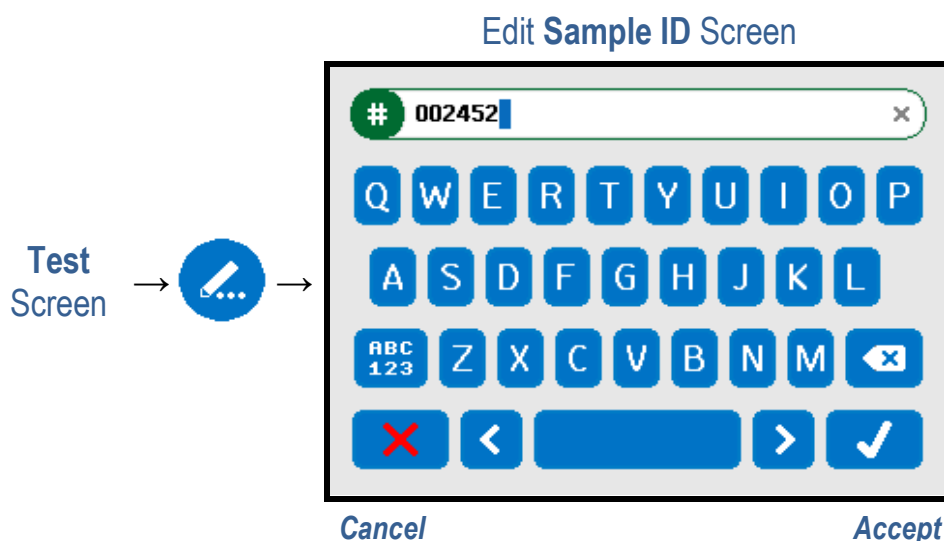 Edit Sample ID Screen
# 002452 ×
Q W E R T Y U I O P
A S D F G H J K L
Test
Screen
ABC
123
Z X C V B N M
Cancel
Accept